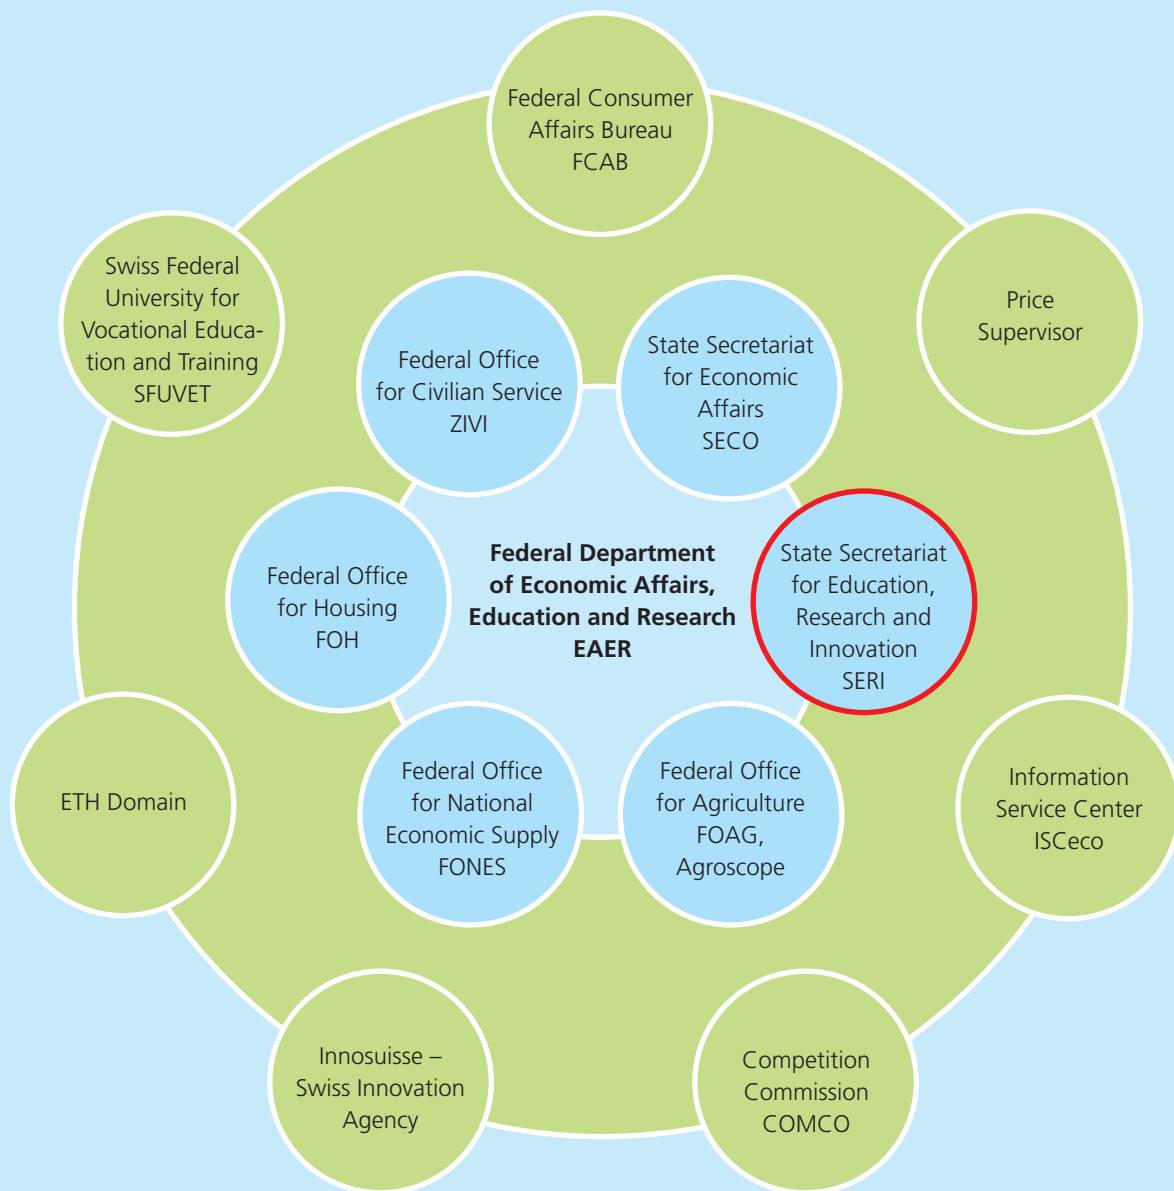 Federal Consumer
Affairs Bureau
FCAB
Swiss Federal
University for
Vocational Educa-
tion and Training
SFUVET
Price
Supervisor
Federal Office
for Civilian Service
ZIVI
State Secretariat
for Economic
Affairs
SECO
Federal Office
for Housing
FOH
Federal Department
of Economic Affairs,
Education and Research
EAER
State Secretariat
for Education,
Research and
Innovation
SERI
ETH Domain
Federal Office
for National
Economic Supply
FONES
Federal Office
for Agriculture
FOAG,
Agroscope
Information
Service Center
ISCeco
Innosuisse –
Swiss Innovation
Agency
Competition
Commission
COMCO